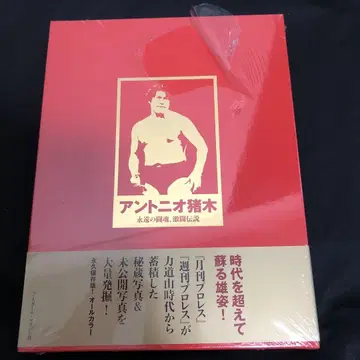 アントニオ猪木
永遠の闘魂、激闘伝説
時代を超えて
蘇る雄姿！
『月刊プロレス』
『週刊プロレス』が
力道山時代から
蓄積した
秘蔵写真＆
未公開写真を
大量発掘！
永久保存版！オールカラー